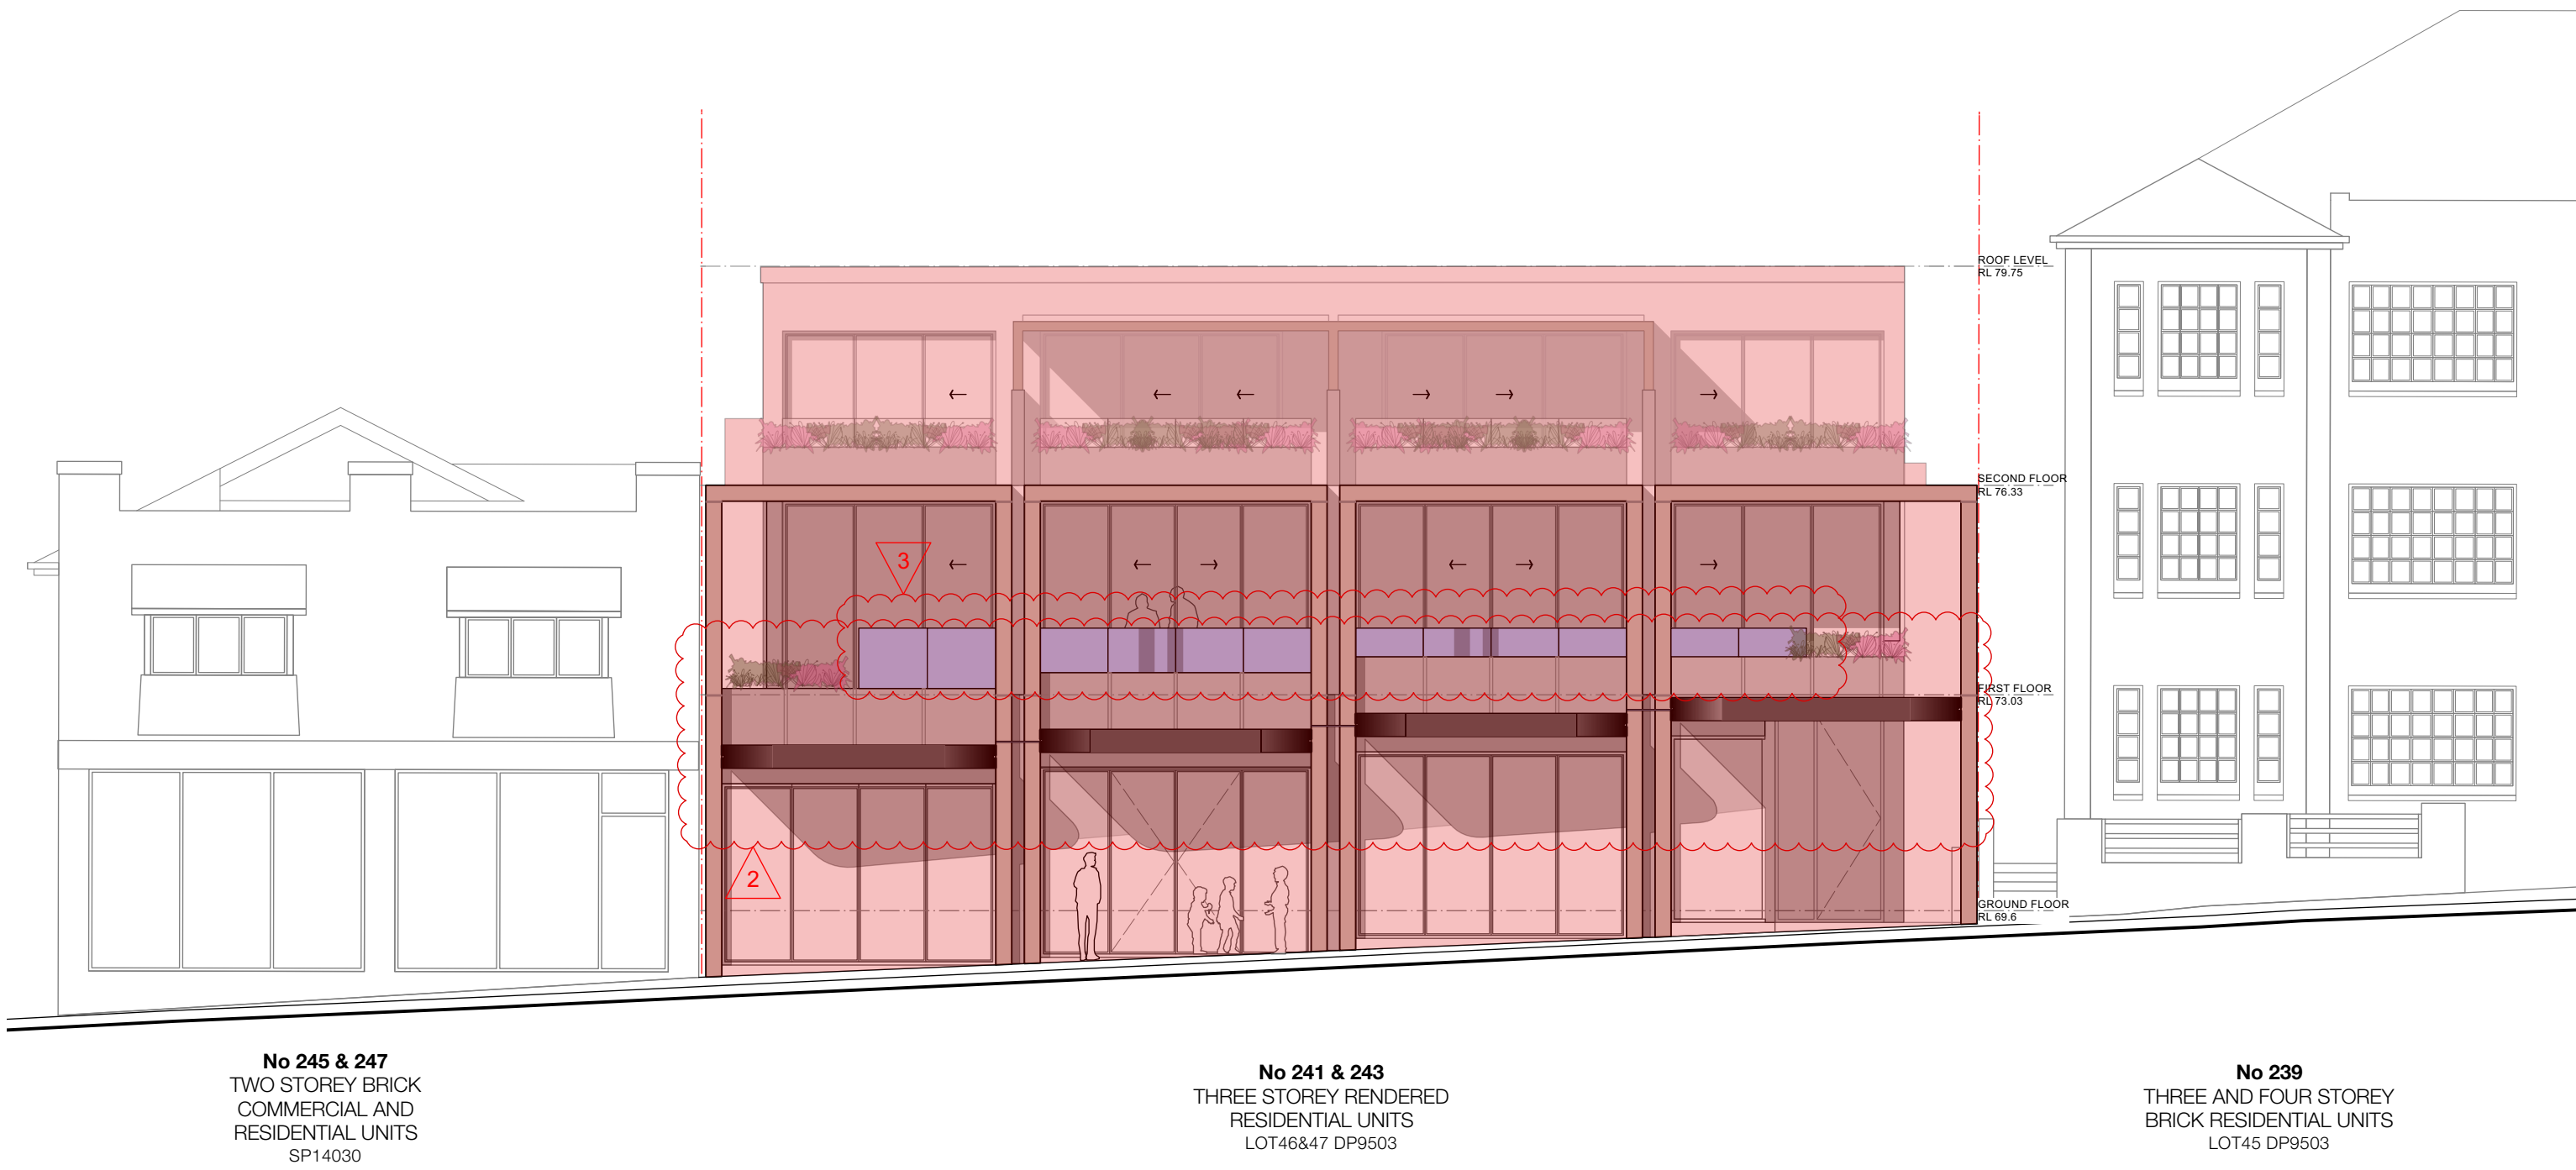 ROOF LEVEL
RL 79.75
SECOND FLOOR
RL 76.33
3
FIRST FLOOR
RL 73.03
2
GROUND FLOOR
RL 69.6
No 245 & 247
TWO STOREY BRICK
COMMERCIAL AND
RESIDENTIAL UNITS
SP14030
No 241 & 243
THREE STOREY RENDERED
RESIDENTIAL UNITS
LOT46&47 DP9503
No 239
THREE AND FOUR STOREY
BRICK RESIDENTIAL UNITS
LOT45 DP9503